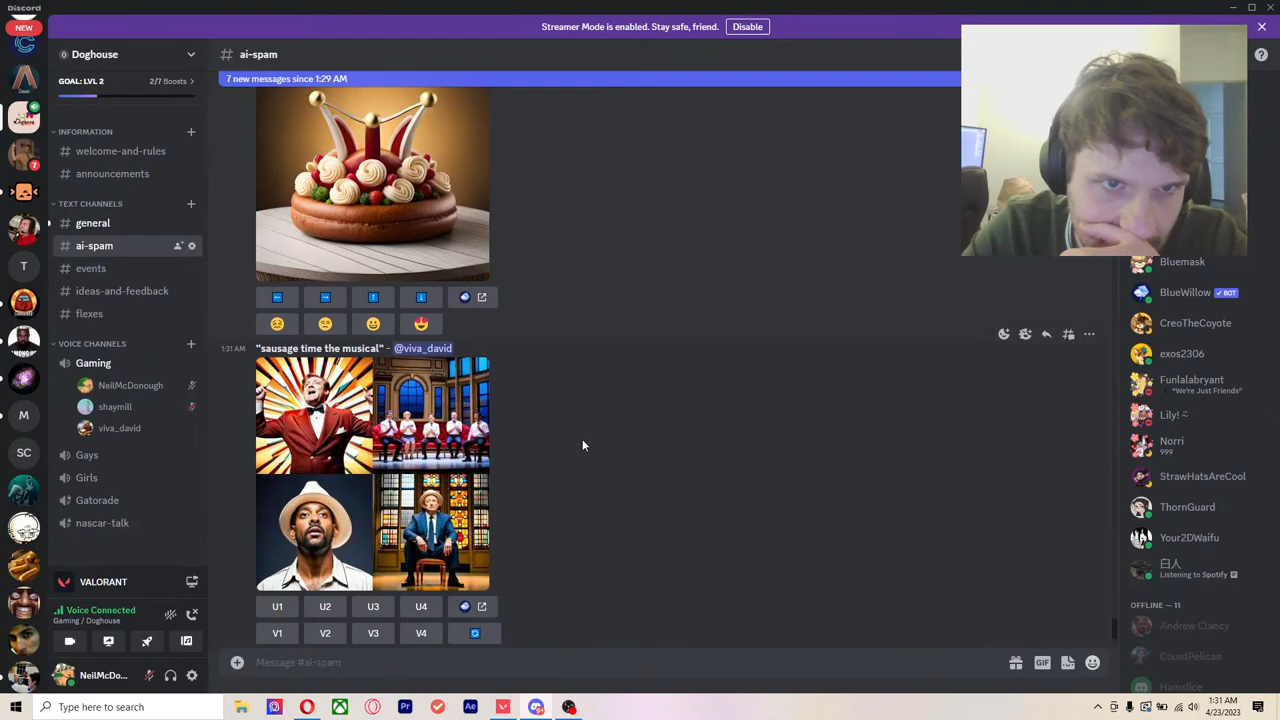 Discord
Streamer Mode is enabled. Stay safe, friend.
Disable
NEW
Doghouse
# ai-spam
GOAL: LVL 2
2/7 Boosts >
7 new messages since 1:29 AM
INFORMATION
# welcome-and-rules
# announcements
TEXT CHANNELS
# general
# ai-spam
# events
# ideas-and-feedback
# flexes
VOICE CHANNELS
Gaming
NeilMcDonough
shaymill
viva_david
Gays
Girls
Gatorade
nascar-talk
7
T
M
SC
VALORANT
Voice Connected
Gaming / Doghouse
NeilMcDo...
1:31 AM
"sausage time the musical" - @viva_david
U1 U2 U3 U4
V1 V2 V3 V4
Message #ai-spam
GIF
Bluemask
BlueWillow ✓ BOT
CreoTheCoyote
exos2306
Funlalabryant
"We're Just Friends"
Lily!
Norri
999
StrawHatsAreCool
ThornGuard
Your2DWaifu
白人
Listening to Spotify
OFFLINE — 11
Andrew Clancy
CountPelican
Hamslice
Type here to search
Pr
Ae
1:31 AM
4/23/2023